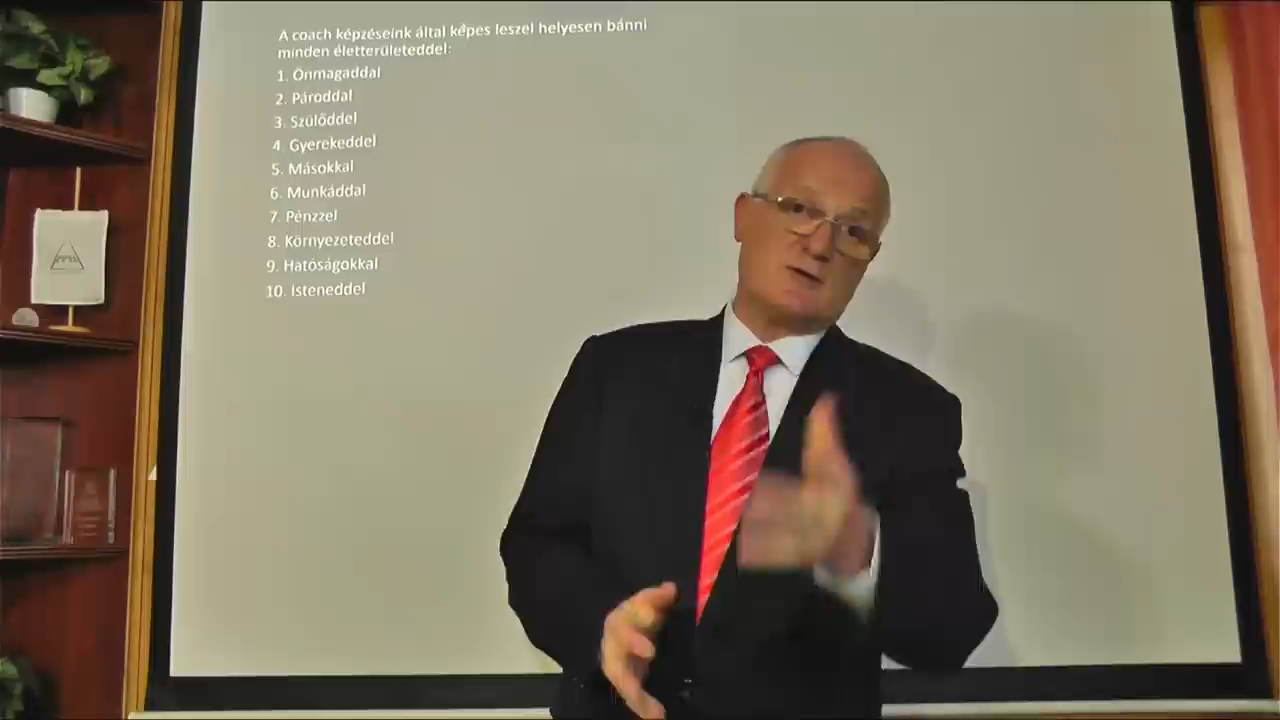 A coach képzéseink által képes leszel helyesen bánni
minden életterületeddel:
1. Önmagaddal
2. Pároddal
3. Szülőddel
4. Gyerekeddel
5. Másokkal
6. Munkáddal
7. Pénzzel
8. Környezeteddel
9. Hatóságokkal
10. Isteneddel